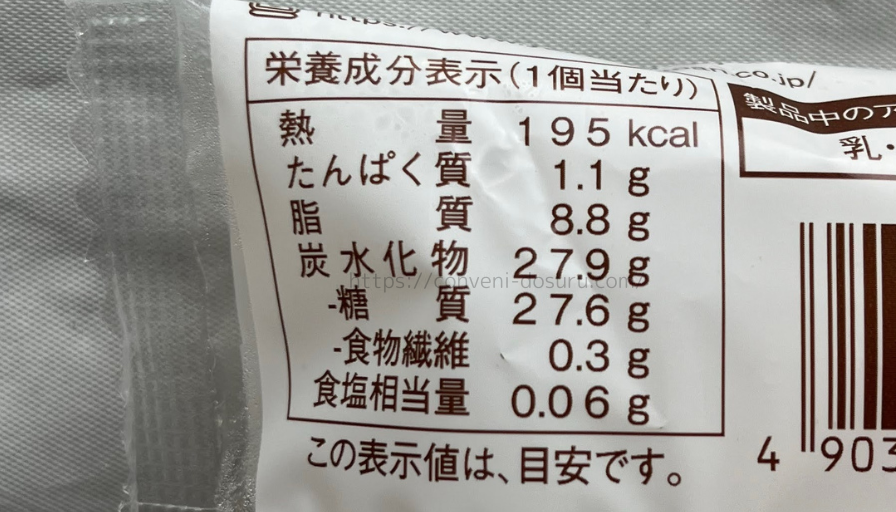 https://
co.jp/
栄養成分表示(1個当たり)
熱量 195 kcal
たんぱく質 1.1 g
脂質 8.8 g
炭水化物 27.9 g
-糖質 27.6 g
-食物繊維 0.3 g
食塩相当量 0.06 g
この表示値は、目安です。
製品中のア
乳・
4 903
https://conveni-dosuru.com/